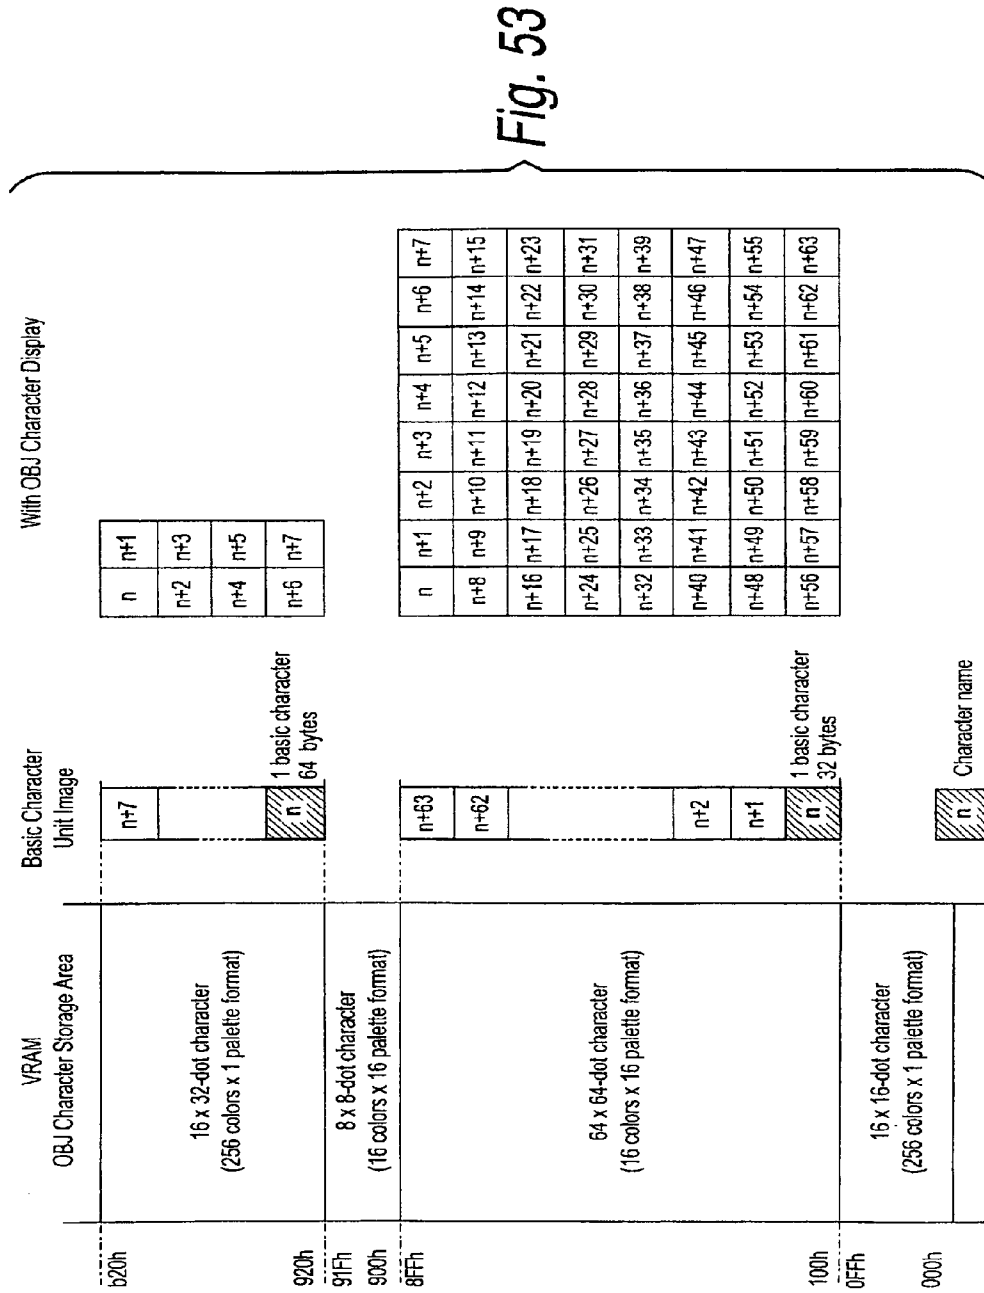 VRAM
OBJ Character Storage Area
Basic Character
Unit Image
With OBJ Character Display
b20h
920h
91Fh
900h
8FFh
100h
0FFh
000h
16 x 32-dot character
(256 colors x 1 palette format)
8 x 8-dot character
(16 colors x 16 palette format)
64 x 64-dot character
(16 colors x 16 palette format)
16 x 16-dot character
(256 colors x 1 palette format)
n+7
n
1 basic character
64 bytes
n+63
n+62
n+2
n+1
n
1 basic character
32 bytes
n
Character name
n n+1
n+2 n+3
n+4 n+5
n+6 n+7
n n+1 n+2 n+3 n+4 n+5 n+6 n+7
n+8 n+9 n+10 n+11 n+12 n+13 n+14 n+15
n+16 n+17 n+18 n+19 n+20 n+21 n+22 n+23
n+24 n+25 n+26 n+27 n+28 n+29 n+30 n+31
n+32 n+33 n+34 n+35 n+36 n+37 n+38 n+39
n+40 n+41 n+42 n+43 n+44 n+45 n+46 n+47
n+48 n+49 n+50 n+51 n+52 n+53 n+54 n+55
n+56 n+57 n+58 n+59 n+60 n+61 n+62 n+63
Fig. 53